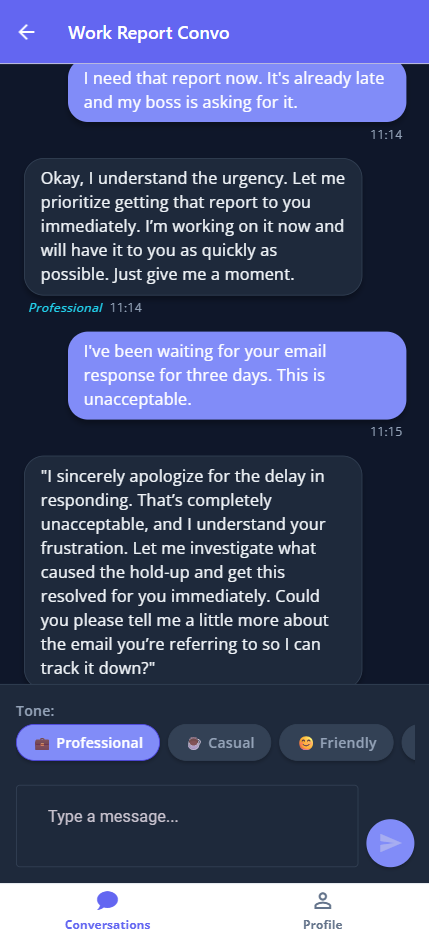 Work Report Convo
I need that report now. It's already late
and my boss is asking for it.
11:14
Okay, I understand the urgency. Let me
prioritize getting that report to you
immediately. I’m working on it now and
will have it to you as quickly as
possible. Just give me a moment.
Professional 11:14
I've been waiting for your email
response for three days. This is
unacceptable.
11:15
"I sincerely apologize for the delay in
responding. That’s completely
unacceptable, and I understand your
frustration. Let me investigate what
caused the hold-up and get this
resolved for you immediately. Could
you please tell me a little more about
the email you’re referring to so I can
track it down?"
Tone:
Professional Casual Friendly
Type a message...
Conversations Profile